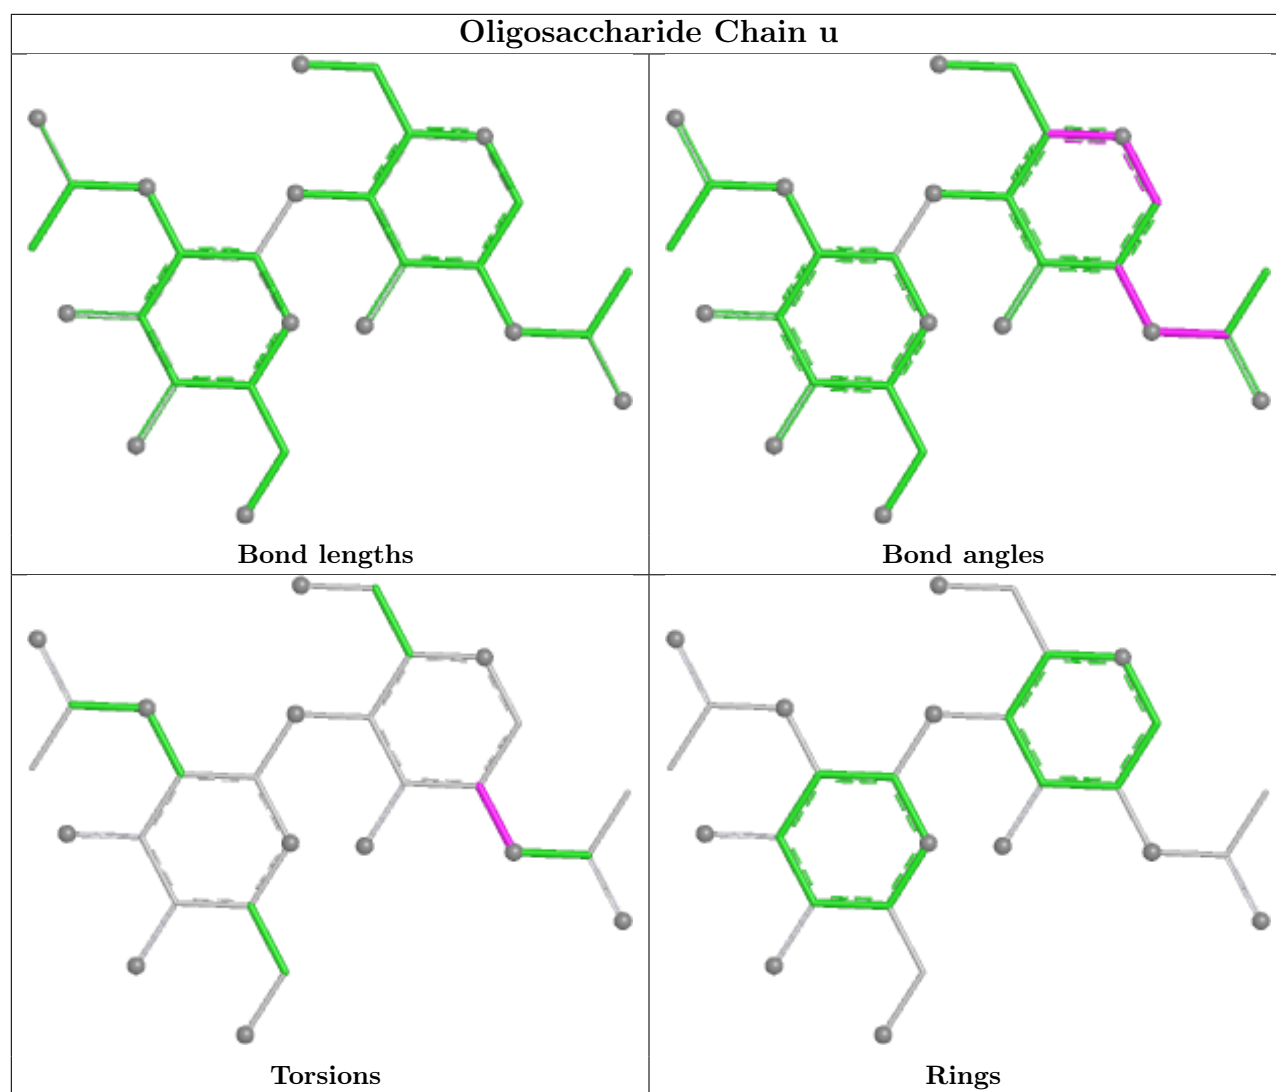 Oligosaccharide Chain u
Bond lengths
Bond angles
Torsions
Rings